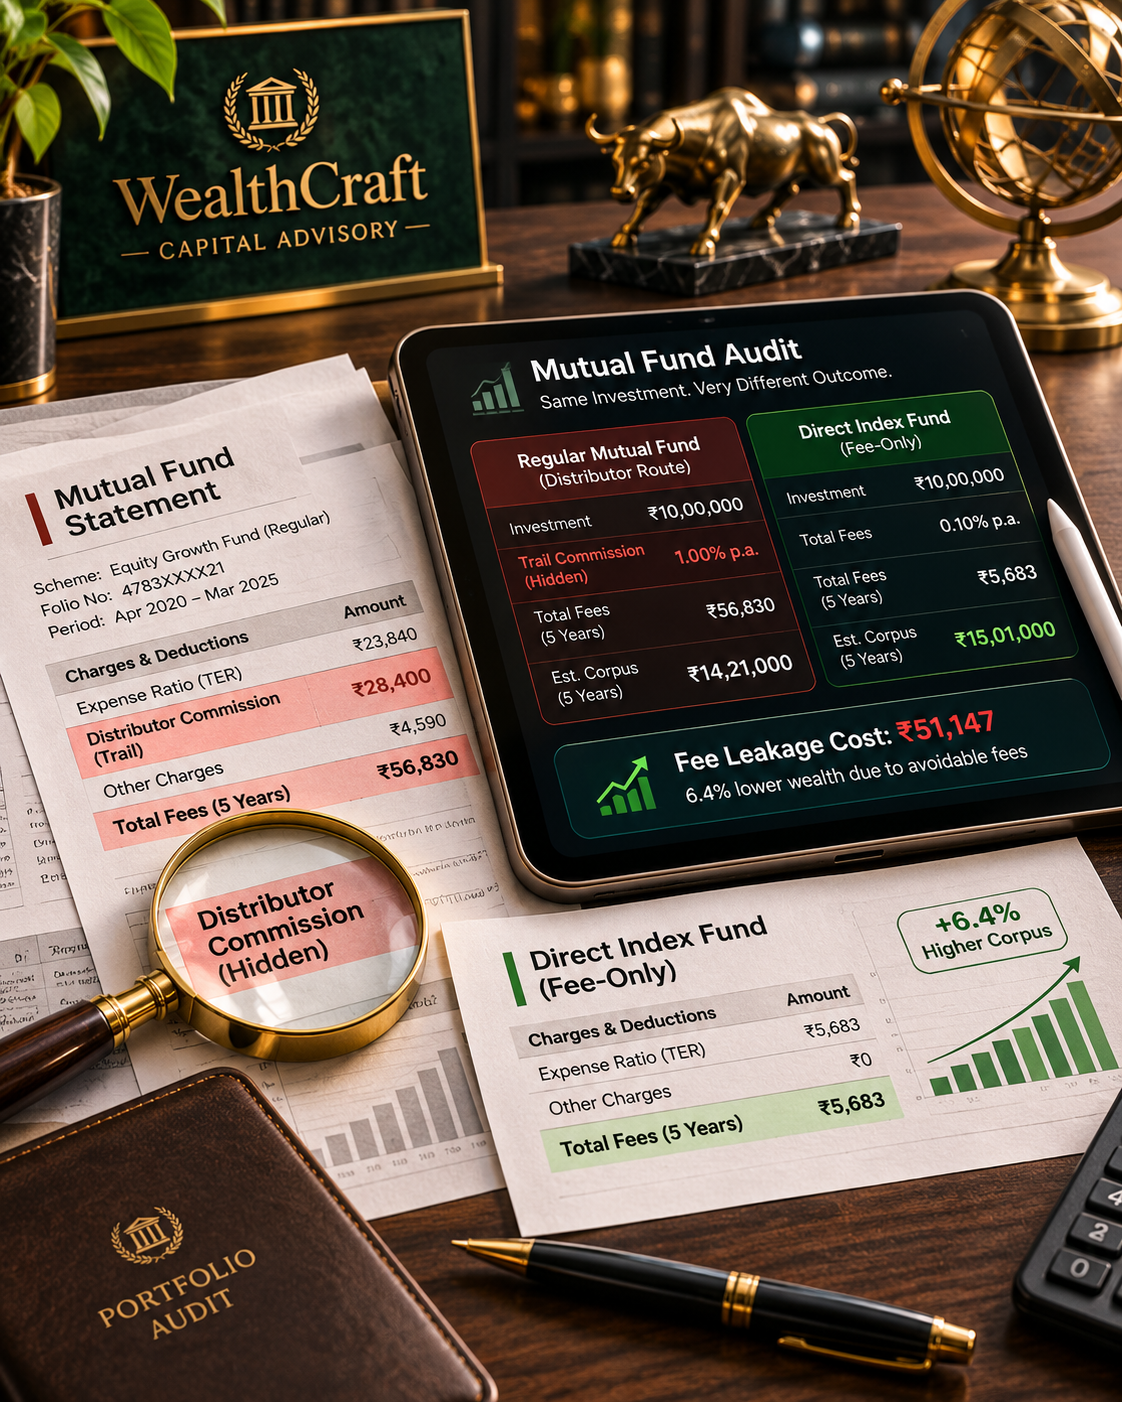 WealthCraft
CAPITAL ADVISORY
Mutual Fund Audit
Same Investment. Very Different Outcome.
Regular Mutual Fund
(Distributor Route)
Investment ₹10,00,000
Trail Commission
(Hidden) 1.00% p.a.
Total Fees
(5 Years) ₹56,830
Est. Corpus
(5 Years) ₹14,21,000
Direct Index Fund
(Fee-Only)
Investment ₹10,00,000
Total Fees 0.10% p.a.
Total Fees
(5 Years) ₹5,683
Est. Corpus
(5 Years) ₹15,01,000
Fee Leakage Cost: ₹51,147
6.4% lower wealth due to avoidable fees
Mutual Fund
Statement
Scheme: Equity Growth Fund (Regular)
Folio No: 4783XXXX21
Period: Apr 2020 – Mar 2025
Charges & Deductions Amount
Expense Ratio (TER) ₹23,840
Distributor Commission
(Trail) ₹28,400
Other Charges ₹4,590
Total Fees (5 Years) ₹56,830
Distributor
Commission
(Hidden)
Direct Index Fund
(Fee-Only)
+6.4%
Higher Corpus
Charges & Deductions Amount
Expense Ratio (TER) ₹5,683
Other Charges ₹0
Total Fees (5 Years) ₹5,683
PORTFOLIO
AUDIT
4
2
0